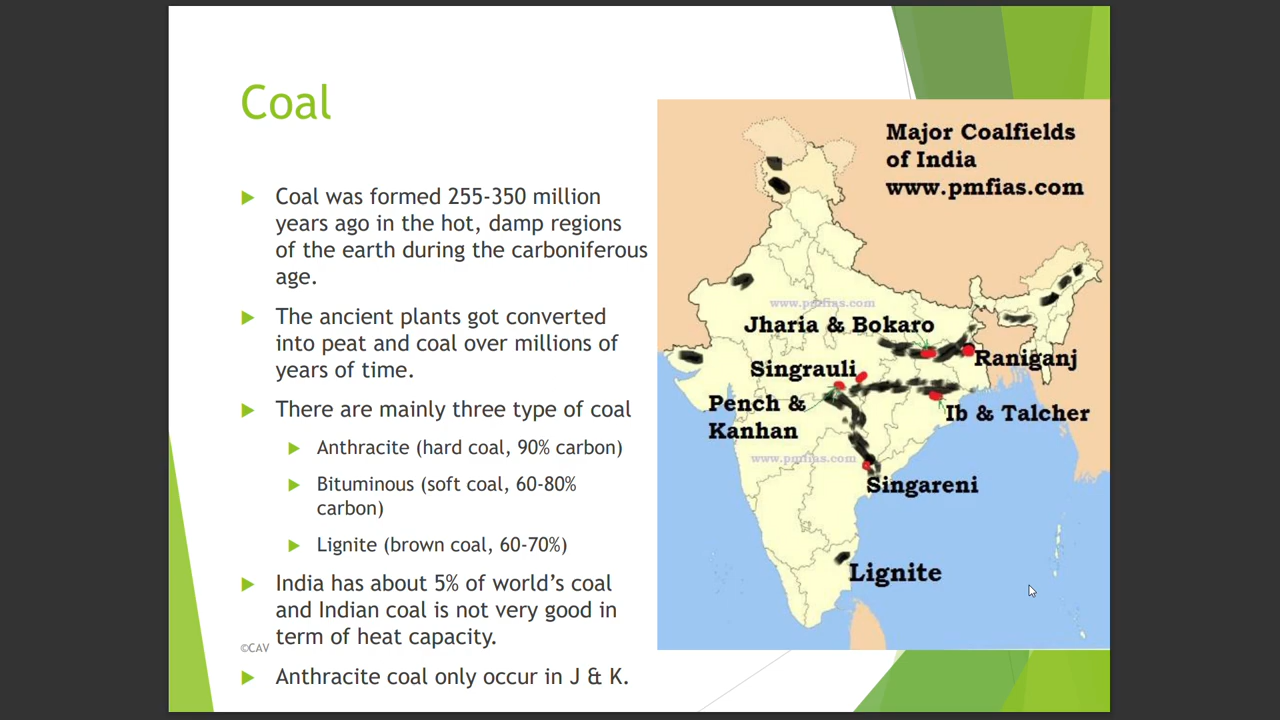 Coal
Coal was formed 255-350 million
years ago in the hot, damp regions
of the earth during the carboniferous
age.
The ancient plants got converted
into peat and coal over millions of
years of time.
There are mainly three type of coal
Anthracite (hard coal, 90% carbon)
Bituminous (soft coal, 60-80%
carbon)
Lignite (brown coal, 60-70%)
India has about 5% of world's coal
and Indian coal is not very good in
term of heat capacity.
Anthracite coal only occur in J & K.
©CAV
Major Coalfields
of India
www.pmfias.com
www.pmfias.com
Jharia & Bokaro
Raniganj
Singrauli
Pench &
Kanhan
Ib & Talcher
www.pmfias.com
Singareni
Lignite